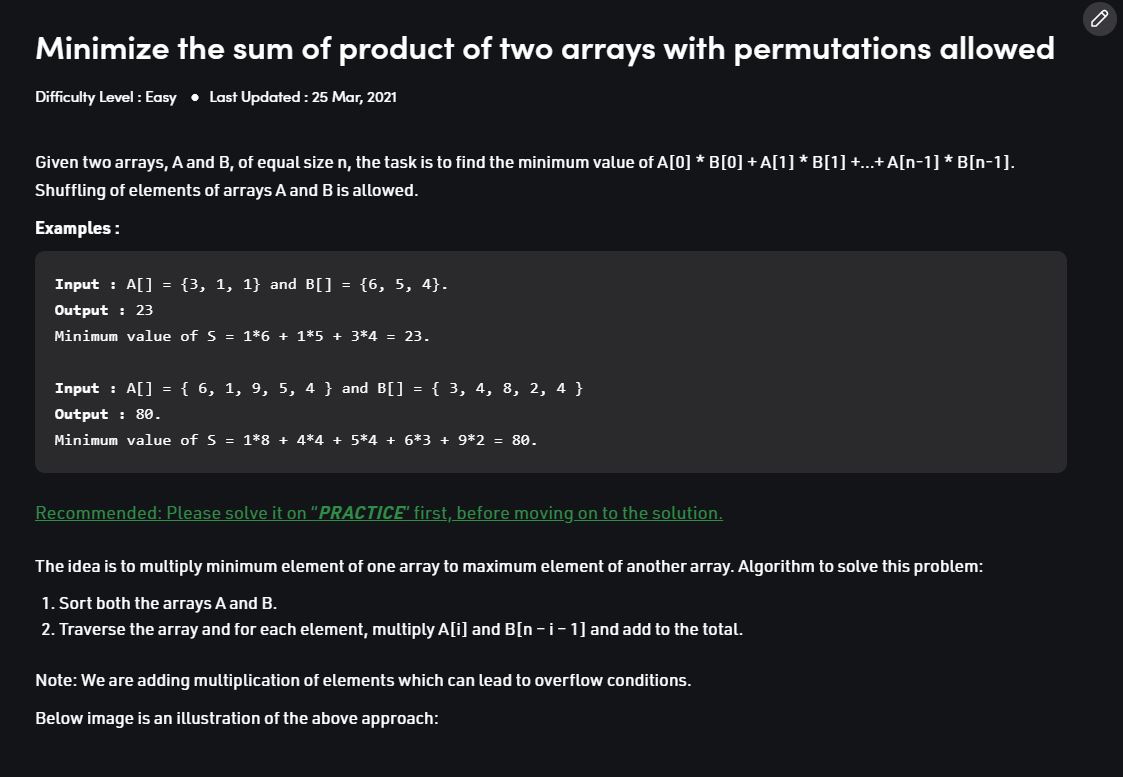 Minimize the sum of product of two arrays with permutations allowed
Difficulty Level : Easy ● Last Updated : 25 Mar, 2021
Given two arrays, A and B, of equal size n, the task is to find the minimum value of A[0] * B[0] + A[1] * B[1] +...+ A[n-1] * B[n-1].
Shuffling of elements of arrays A and B is allowed.
Examples :
Input : A[] = {3, 1, 1} and B[] = {6, 5, 4}.
Output : 23
Minimum value of S = 1*6 + 1*5 + 3*4 = 23.
Input : A[] = { 6, 1, 9, 5, 4 } and B[] = { 3, 4, 8, 2, 4 }
Output : 80.
Minimum value of S = 1*8 + 4*4 + 5*4 + 6*3 + 9*2 = 80.
Recommended: Please solve it on “PRACTICE” first, before moving on to the solution.
The idea is to multiply minimum element of one array to maximum element of another array. Algorithm to solve this problem:
1. Sort both the arrays A and B.
2. Traverse the array and for each element, multiply A[i] and B[n – i – 1] and add to the total.
Note: We are adding multiplication of elements which can lead to overflow conditions.
Below image is an illustration of the above approach: